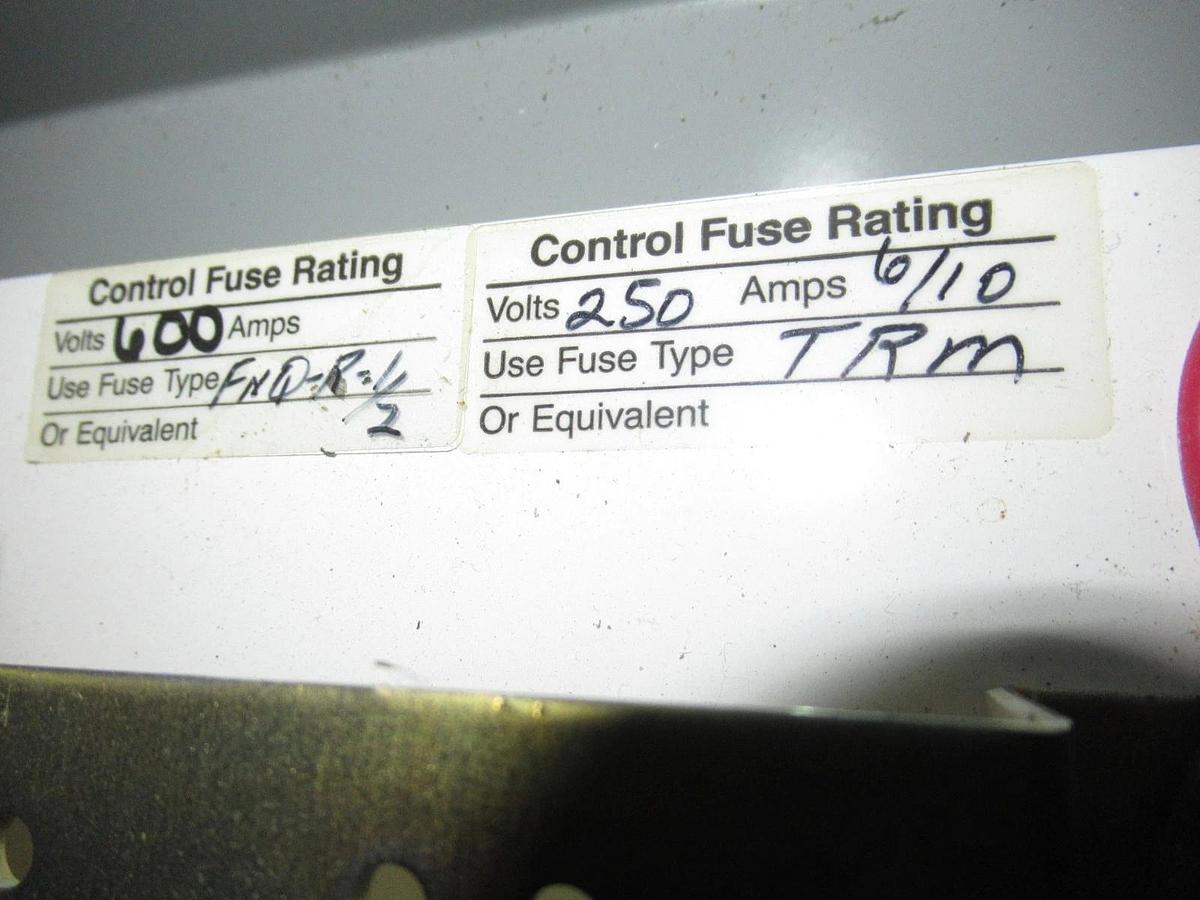 Control Fuse Rating
Volts 600 Amps
Use Fuse Type FNQ-R-1/2
Or Equivalent
Control Fuse Rating
Volts 250 Amps 6/10
Use Fuse Type TRM
Or Equivalent